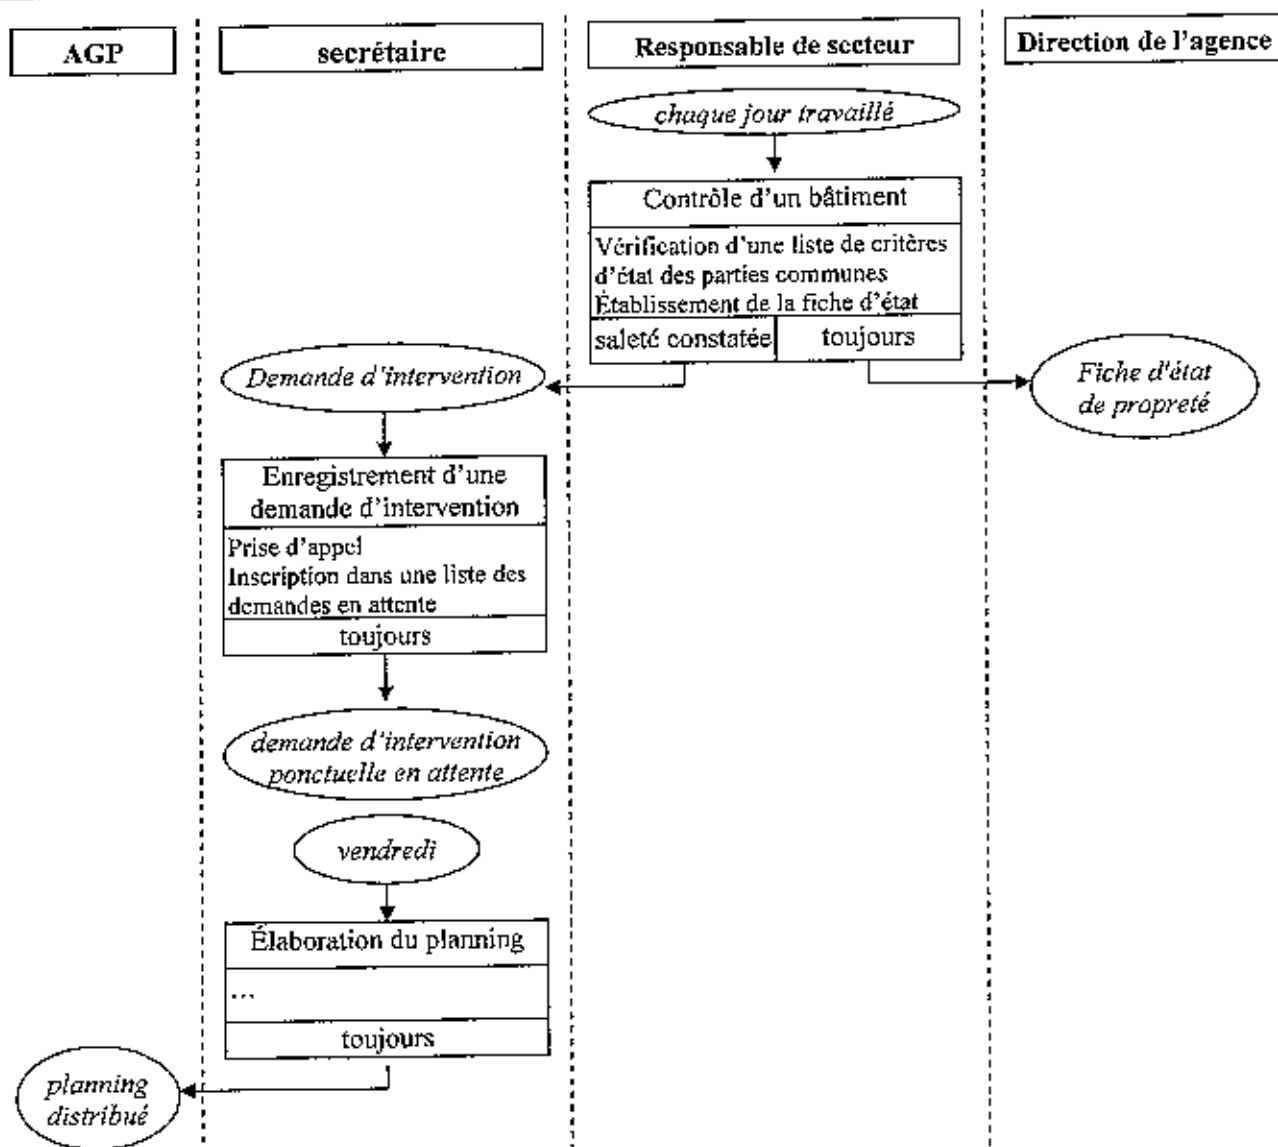 AGP
secrétaire
Responsable de secteur
Direction de l'agence
chaque jour travaillé
Contrôle d'un bâtiment
Vérification d'une liste de critères
d'état des parties communes
Établissement de la fiche d'état
saleté constatée
toujours
Demande d'intervention
Fiche d'état
de propreté
Enregistrement d'une
demande d'intervention
Prise d'appel
Inscription dans une liste des
demandes en attente
toujours
demande d'intervention
ponctuelle en attente
vendredi
Élaboration du planning
...
toujours
planning
distribué